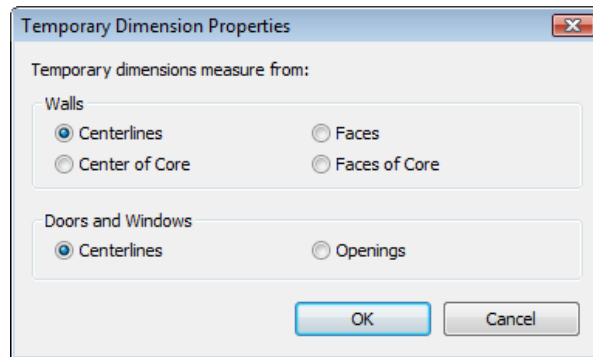 Temporary Dimension Properties
Temporary dimensions measure from:
Walls
Centerlines
Faces
Center of Core
Faces of Core
Doors and Windows
Centerlines
Openings
OK
Cancel